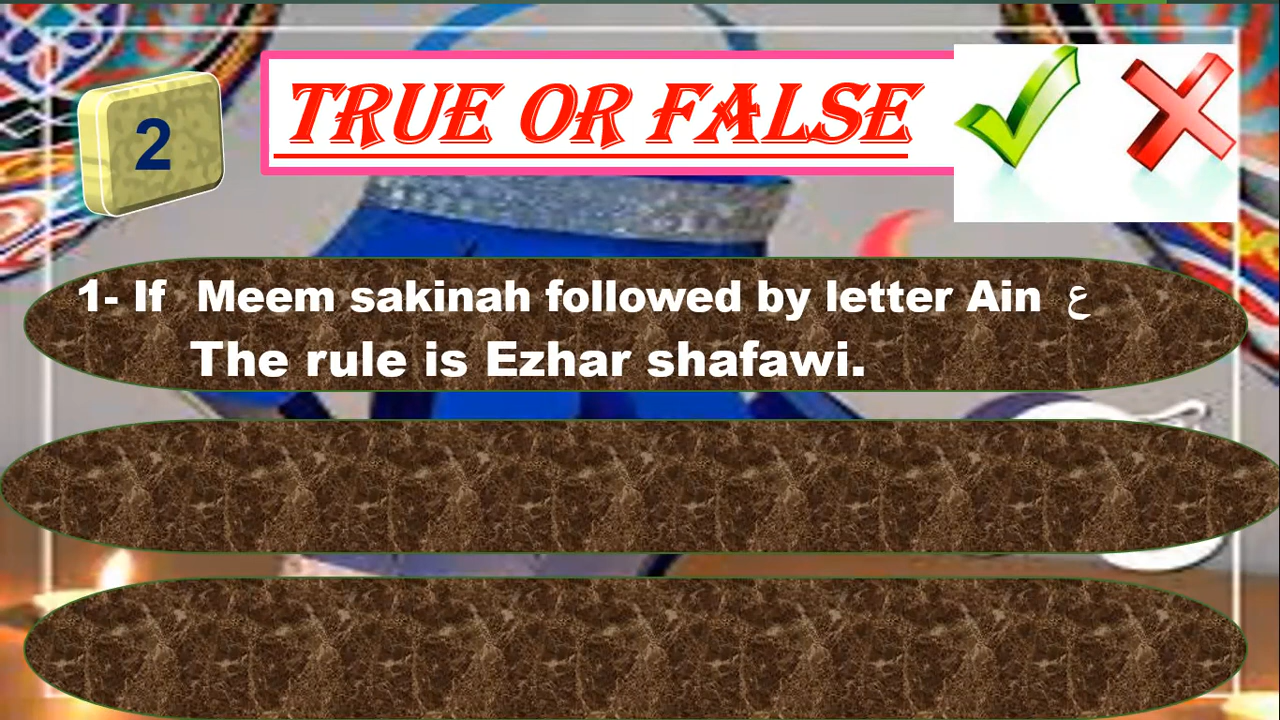 2
TRUE OR FALSE
1- If Meem sakinah followed by letter Ain ع
The rule is Ezhar shafawi.